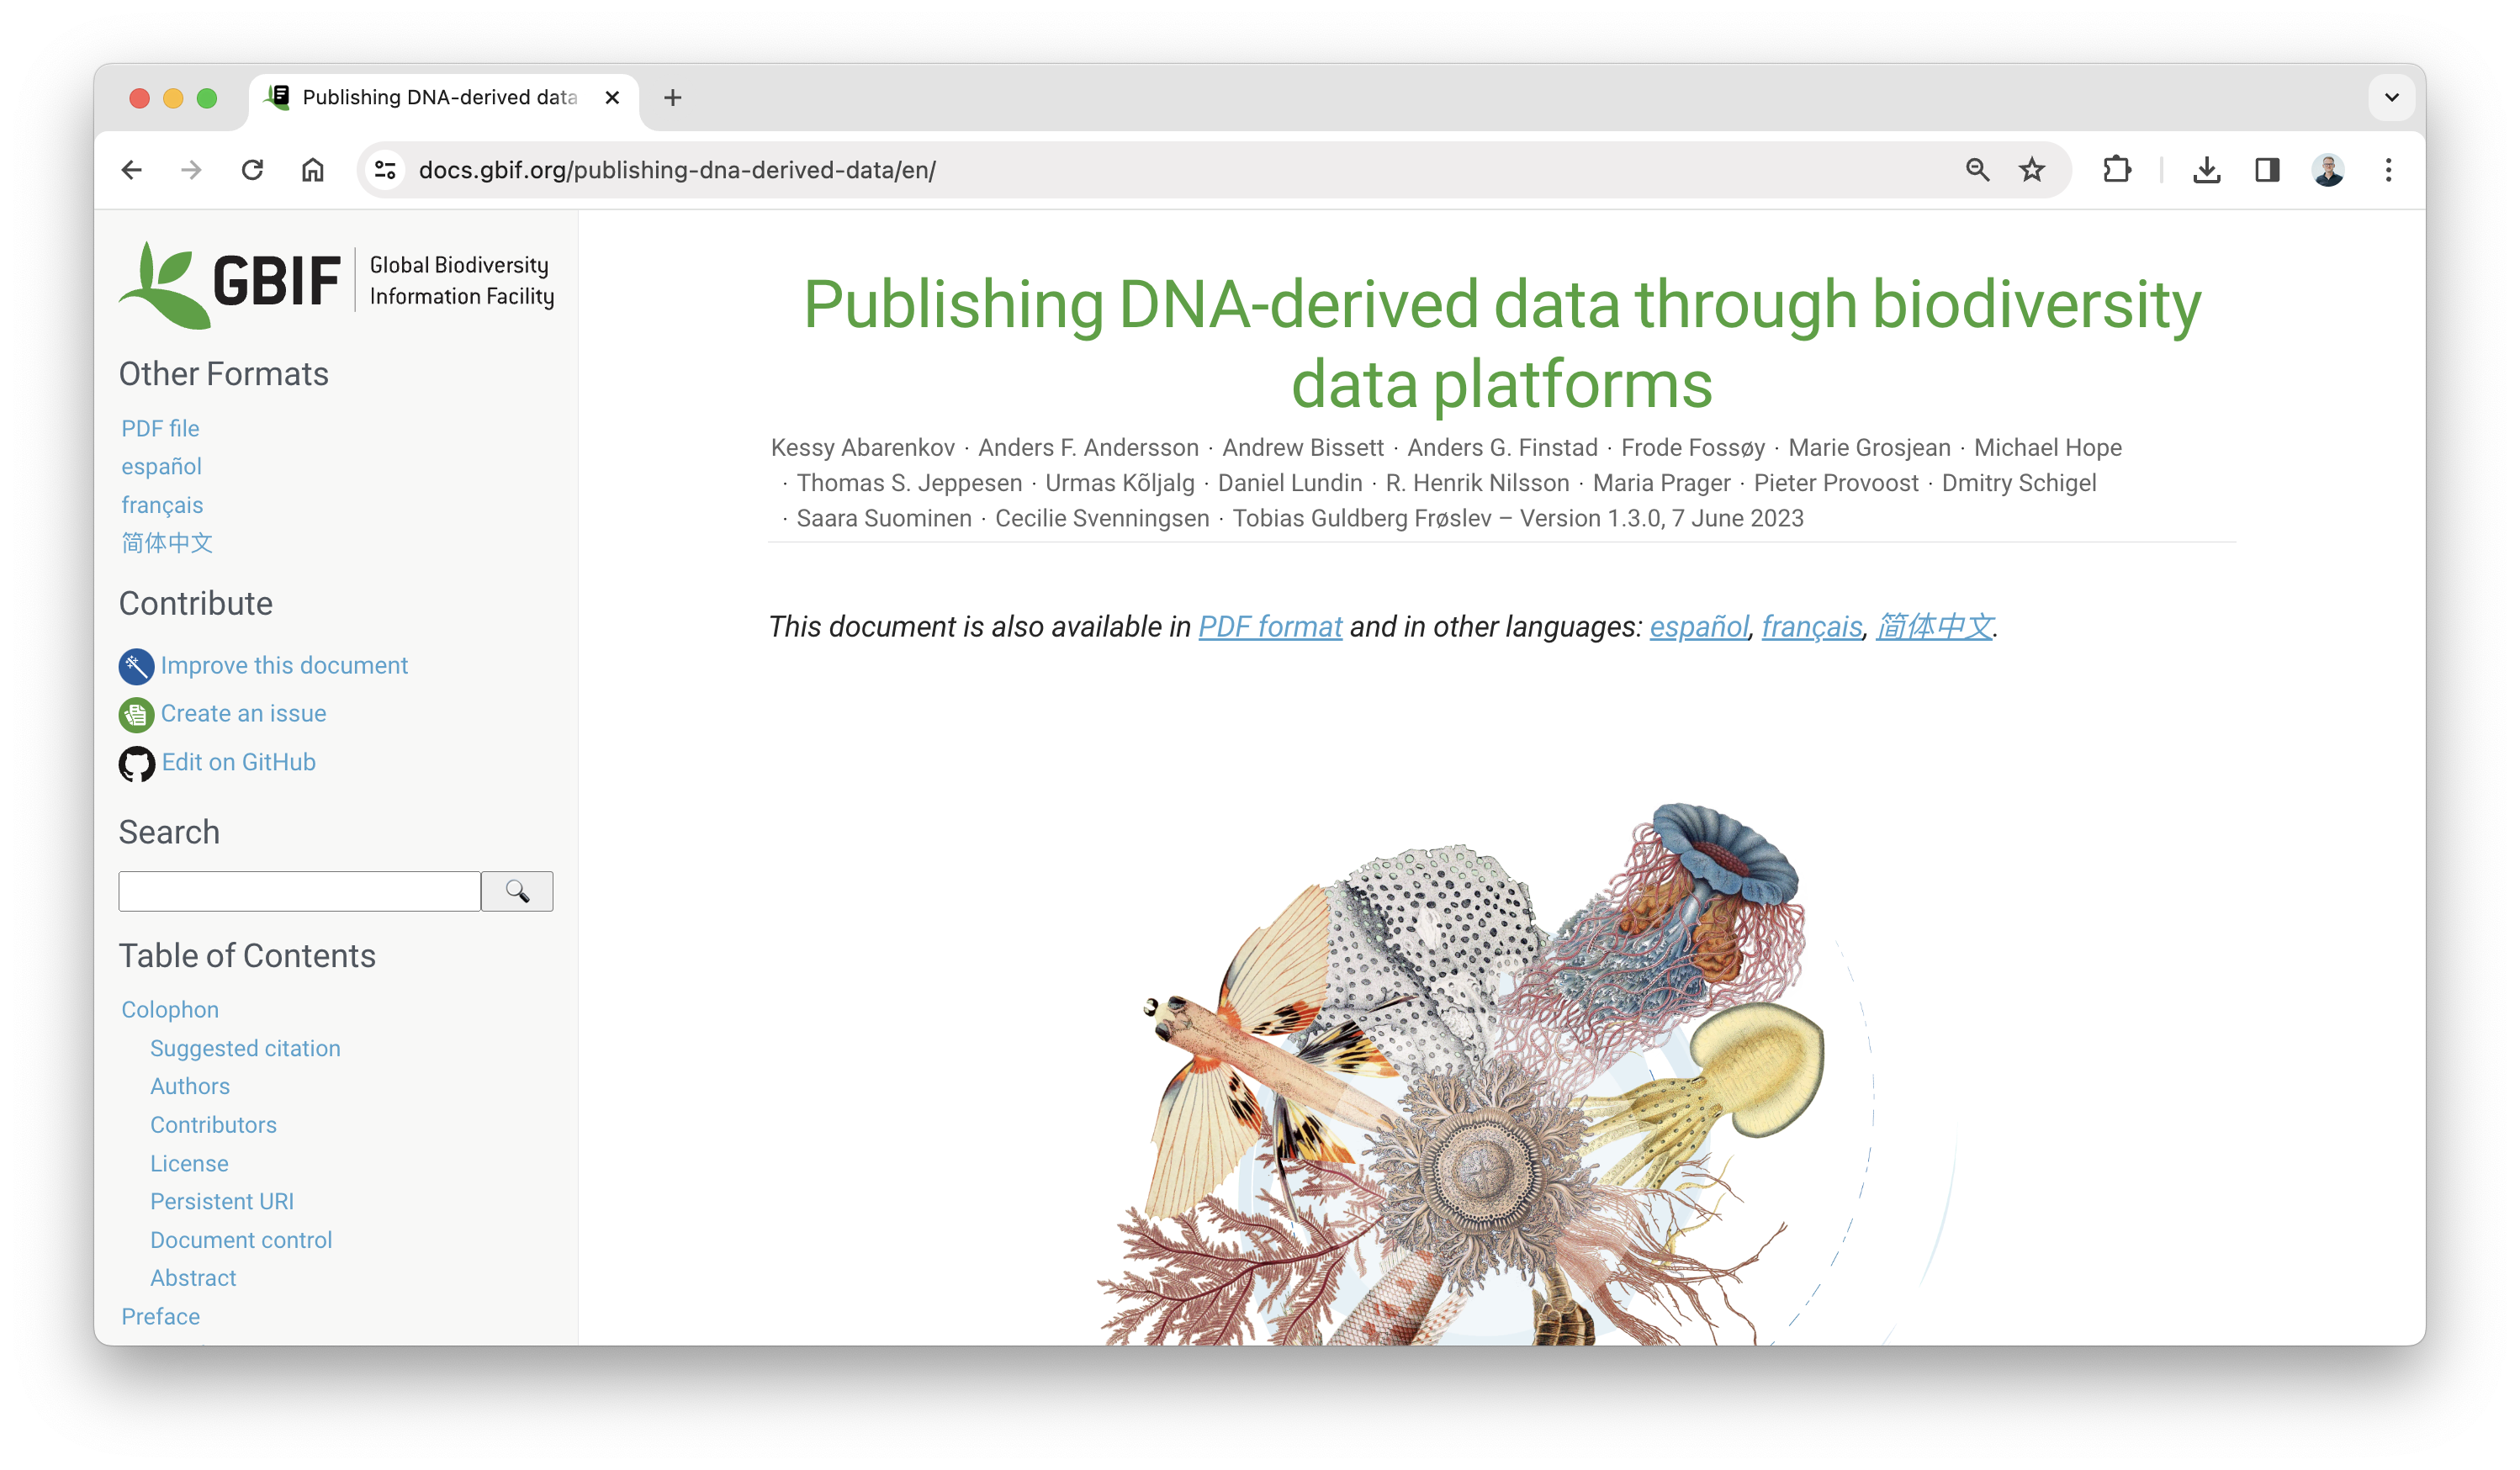 Publishing DNA-derived data
docs.gbif.org/publishing-dna-derived-data/en/
GBIF
Global Biodiversity
Information Facility
Other Formats
PDF file
español
français
简体中文
Contribute
Improve this document
Create an issue
Edit on GitHub
Search
Table of Contents
Colophon
Suggested citation
Authors
Contributors
License
Persistent URI
Document control
Abstract
Preface
Publishing DNA-derived data through biodiversity
data platforms
Kessy Abarenkov · Anders F. Andersson · Andrew Bissett · Anders G. Finstad · Frode Fossøy · Marie Grosjean · Michael Hope
· Thomas S. Jeppesen · Urmas Kõljalg · Daniel Lundin · R. Henrik Nilsson · Maria Prager · Pieter Provoost · Dmitry Schigel
· Saara Suominen · Cecilie Svenningsen · Tobias Guldberg Frøslev – Version 1.3.0, 7 June 2023
This document is also available in PDF format and in other languages: español, français, 简体中文.